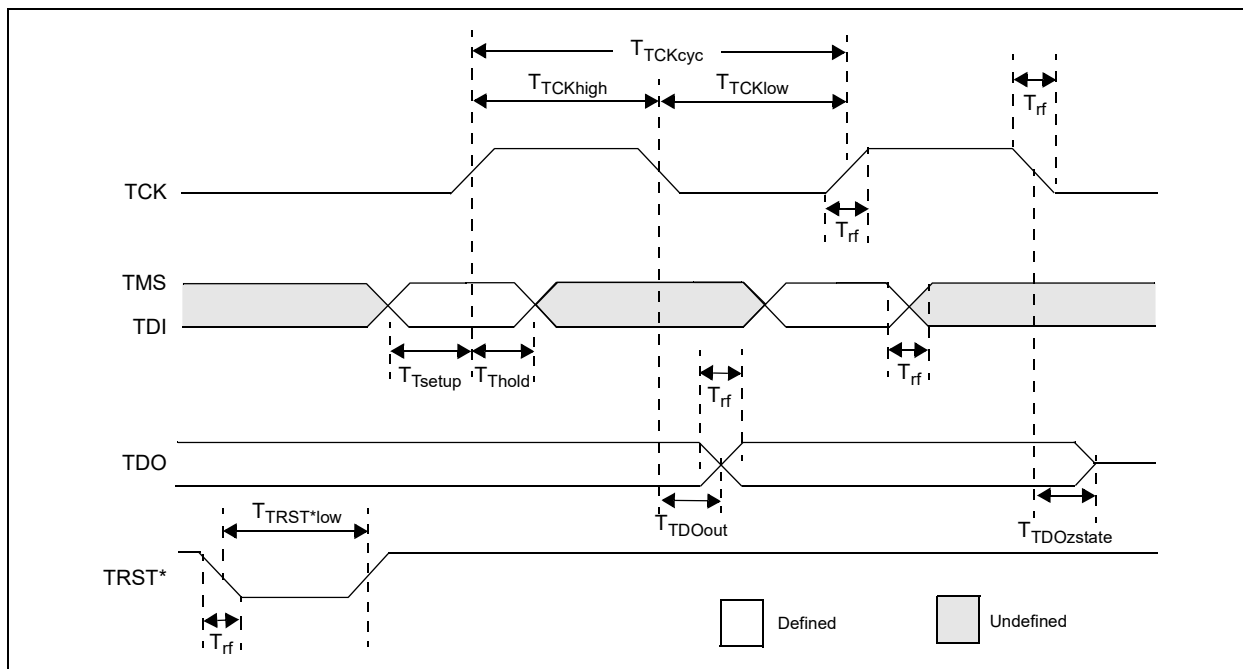 TTCKcyc
TTCKhigh
TTCKlow
Trf
TCK
Trf
TMS
TDI
TTsetup
TThold
Trf
Trf
TDO
TTRST*low
TTDOout
TTDOzstate
TRST*
Trf
Defined
Undefined